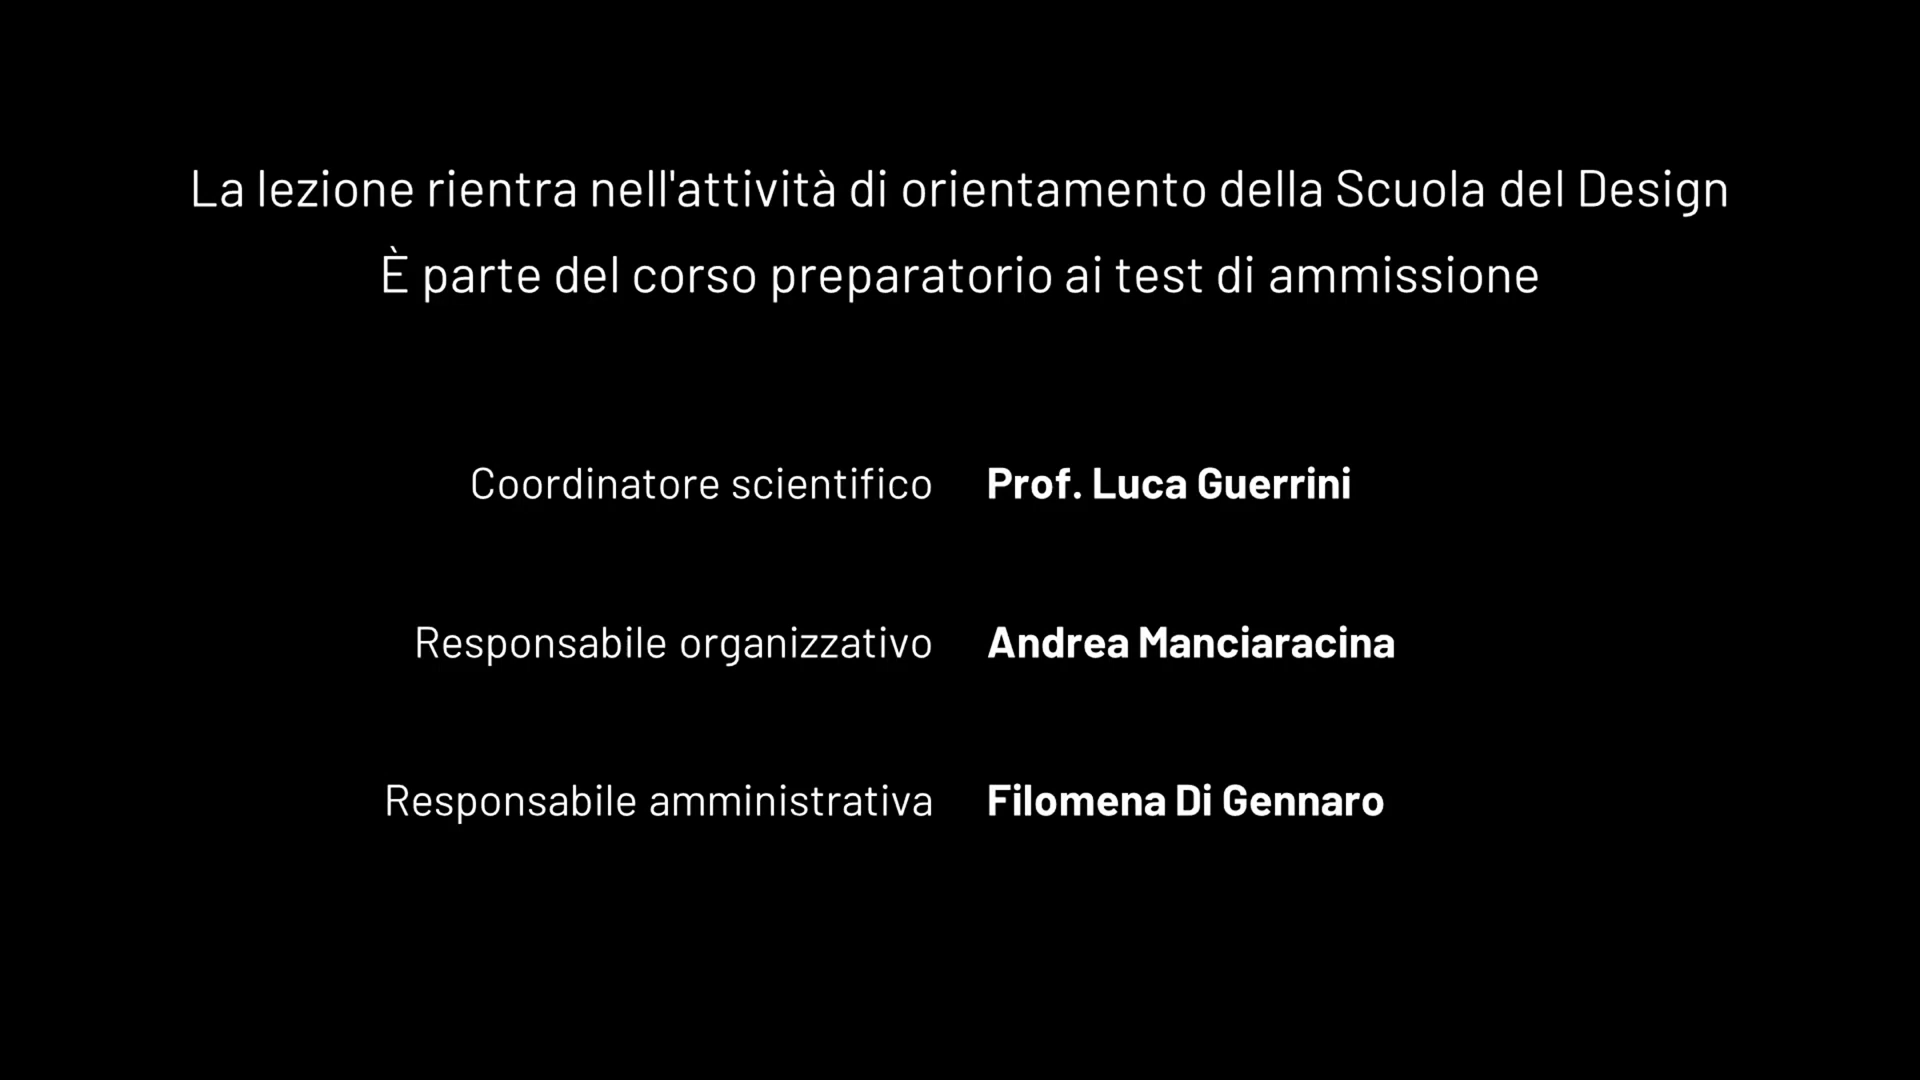 La lezione rientra nell'attività di orientamento della Scuola del Design
È parte del corso preparatorio ai test di ammissione
Coordinatore scientifico Prof. Luca Guerrini
Responsabile organizzativo Andrea Manciaracina
Responsabile amministrativa Filomena Di Gennaro